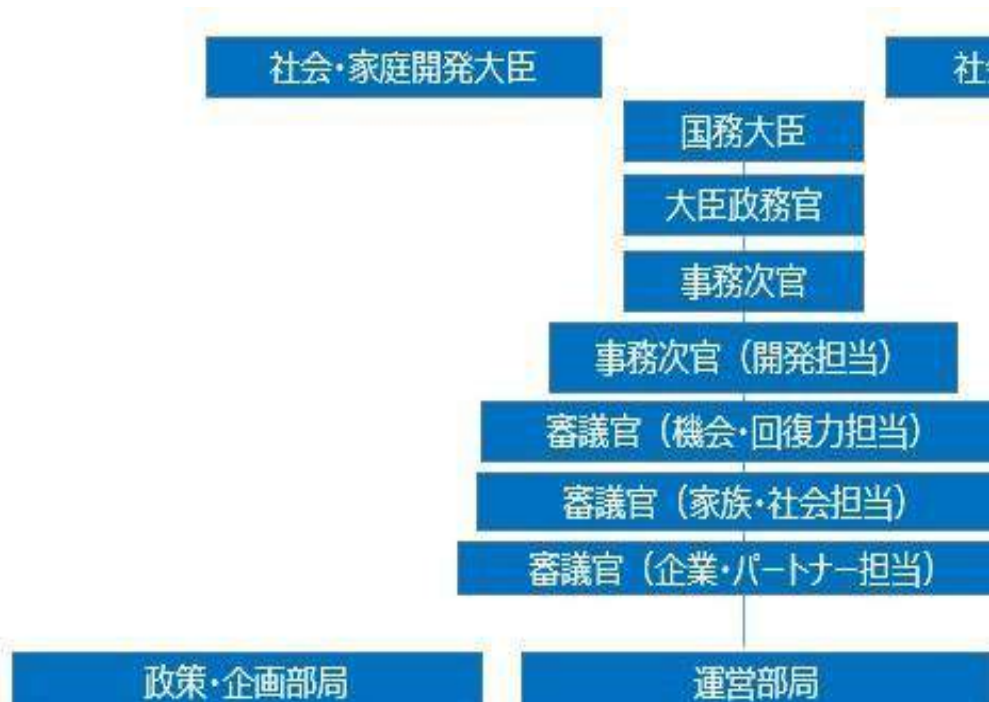 社会・家庭開発大臣
社会
国務大臣
大臣政務官
事務次官
事務次官（開発担当）
審議官（機会・回復力担当）
審議官（家族・社会担当）
審議官（企業・パートナー担当）
政策・企画部局
運営部局